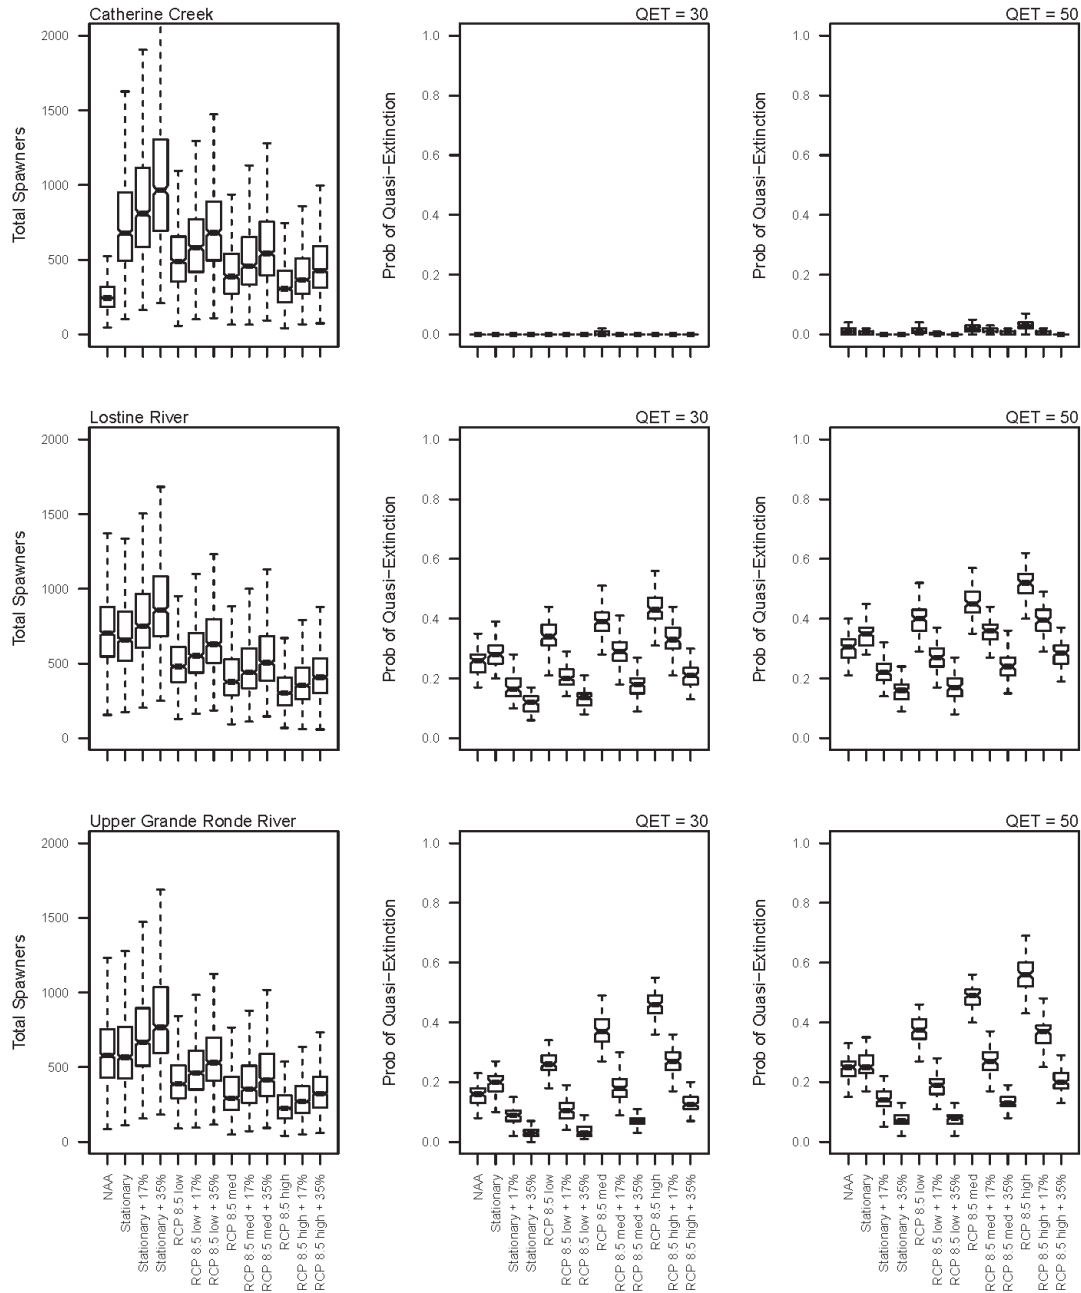 Catherine Creek
QET = 30
QET = 50
Total Spawners
2000
1500
1000
500
0
Prob of Quasi−Extinction
1.0
0.8
0.6
0.4
0.2
0.0
Prob of Quasi−Extinction
1.0
0.8
0.6
0.4
0.2
0.0
Lostine River
QET = 30
QET = 50
Total Spawners
2000
1500
1000
500
0
Prob of Quasi−Extinction
1.0
0.8
0.6
0.4
0.2
0.0
Prob of Quasi−Extinction
1.0
0.8
0.6
0.4
0.2
0.0
Upper Grande Ronde River
QET = 30
QET = 50
Total Spawners
2000
1500
1000
500
0
Prob of Quasi−Extinction
1.0
0.8
0.6
0.4
0.2
0.0
Prob of Quasi−Extinction
1.0
0.8
0.6
0.4
0.2
0.0
NAA
Stationary
Stationary + 17%
Stationary + 35%
RCP 8.5 low
RCP 8.5 low + 17%
RCP 8.5 low + 35%
RCP 8.5 med
RCP 8.5 med + 17%
RCP 8.5 med + 35%
RCP 8.5 high
RCP 8.5 high + 17%
RCP 8.5 high + 35%
NAA
Stationary
Stationary + 17%
Stationary + 35%
RCP 8.5 low
RCP 8.5 low + 17%
RCP 8.5 low + 35%
RCP 8.5 med
RCP 8.5 med + 17%
RCP 8.5 med + 35%
RCP 8.5 high
RCP 8.5 high + 17%
RCP 8.5 high + 35%
NAA
Stationary
Stationary + 17%
Stationary + 35%
RCP 8.5 low
RCP 8.5 low + 17%
RCP 8.5 low + 35%
RCP 8.5 med
RCP 8.5 med + 17%
RCP 8.5 med + 35%
RCP 8.5 high
RCP 8.5 high + 17%
RCP 8.5 high + 35%